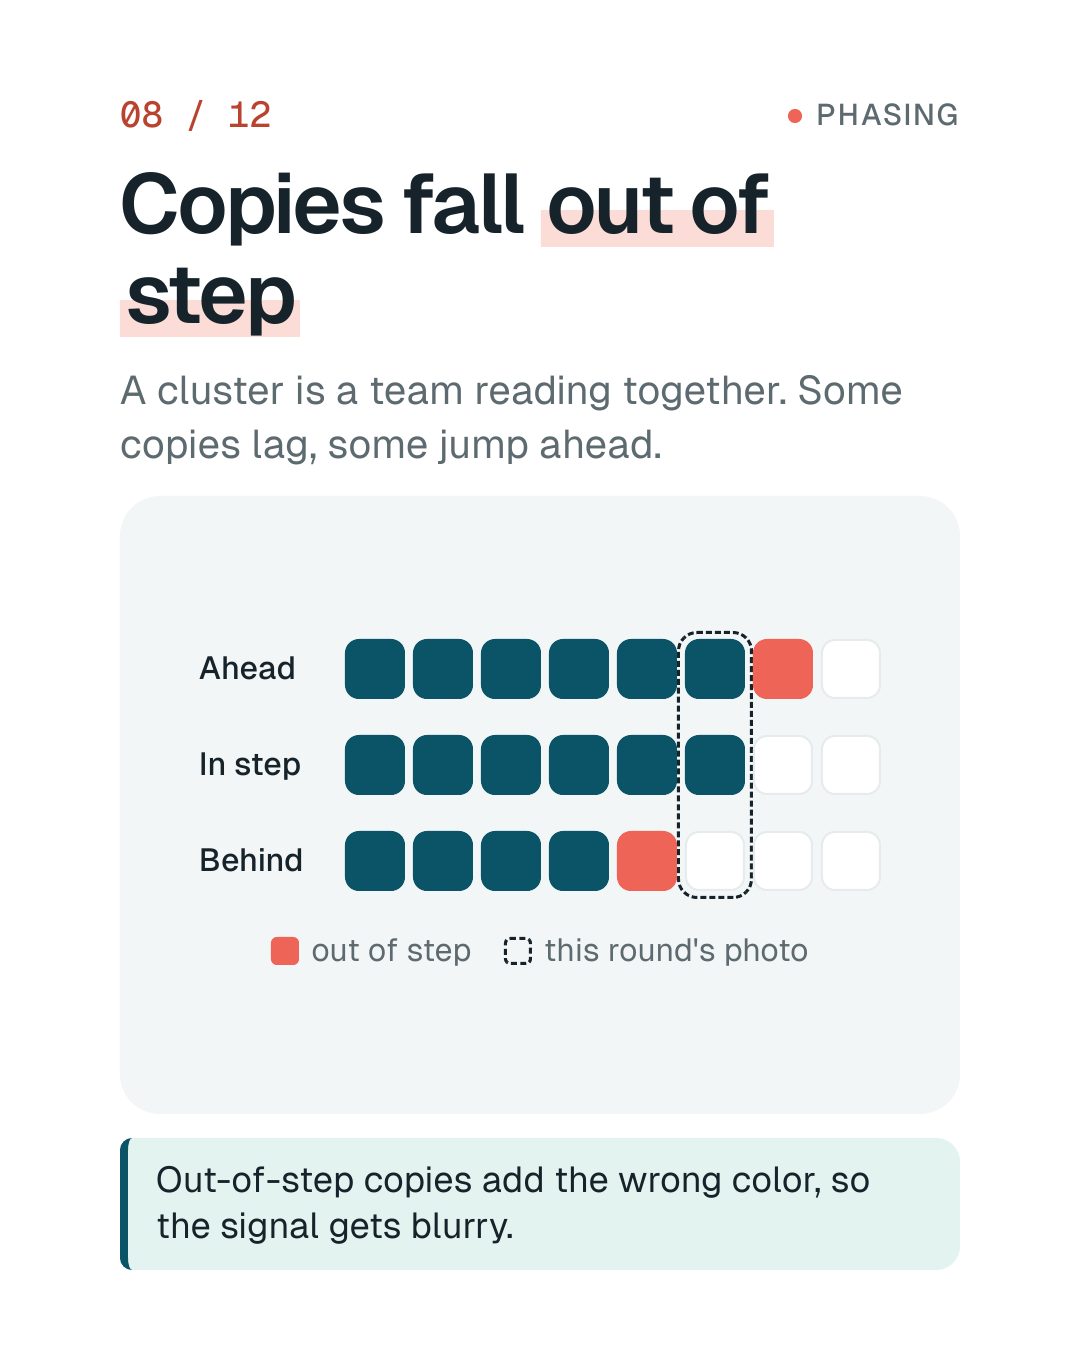 08 / 12
PHASING
Copies fall out of
step
A cluster is a team reading together. Some
copies lag, some jump ahead.
Ahead
In step
Behind
out of step
this round's photo
Out-of-step copies add the wrong color, so
the signal gets blurry.